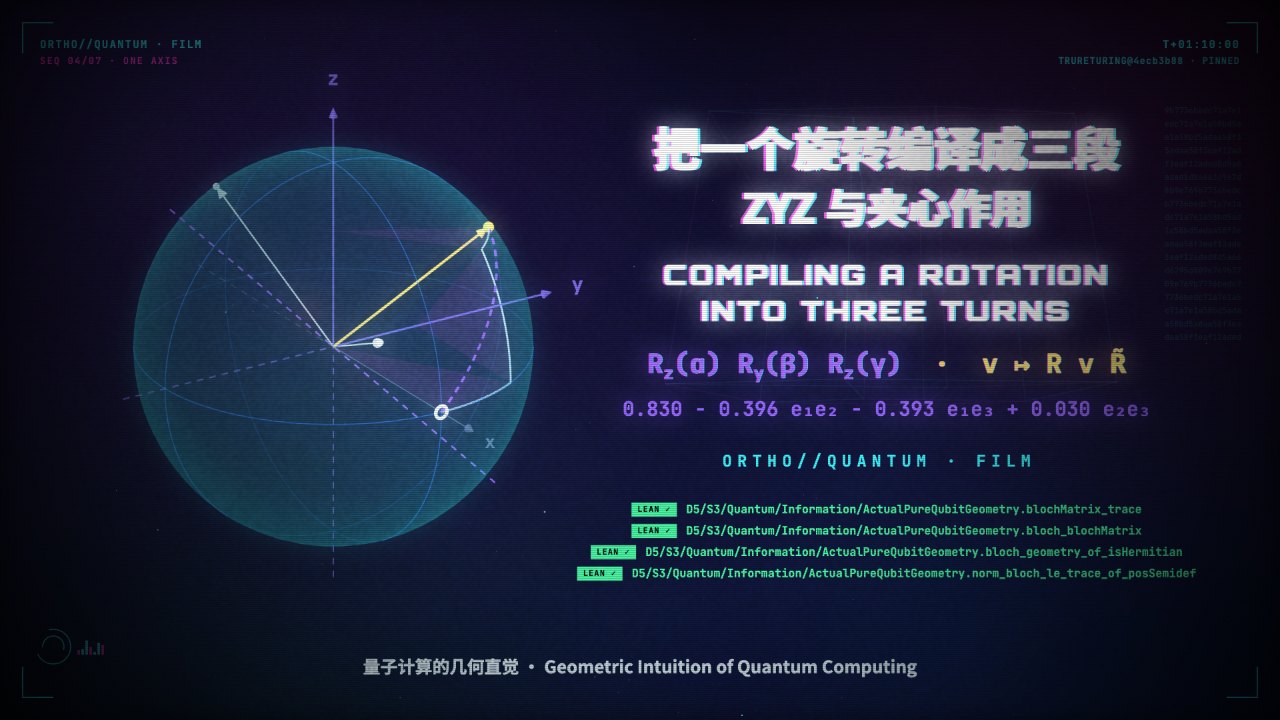 ORTHO//QUANTUM · FILM
SEQ 04/07 · ONE AXIS
T+01:10:00
TRURETURING@4ecb3b88 · PINNED
z
y
x
把一个旋转编译成三段
ZYZ 与夹心作用
COMPILING A ROTATION
INTO THREE TURNS
R_z(α) R_y(β) R_z(γ) · v ↦ R v R̃
0.830 - 0.396 e₁e₂ - 0.393 e₁e₃ + 0.030 e₂e₃
ORTHO//QUANTUM · FILM
LEAN ✓ D5/S3/Quantum/Information/ActualPureQubitGeometry.blochMatrix_trace
LEAN ✓ D5/S3/Quantum/Information/ActualPureQubitGeometry.bloch_blochMatrix
LEAN ✓ D5/S3/Quantum/Information/ActualPureQubitGeometry.bloch_geometry_of_isHermitian
LEAN ✓ D5/S3/Quantum/Information/ActualPureQubitGeometry.norm_bloch_le_trace_of_posSemidef
量子计算的几何直觉 · Geometric Intuition of Quantum Computing